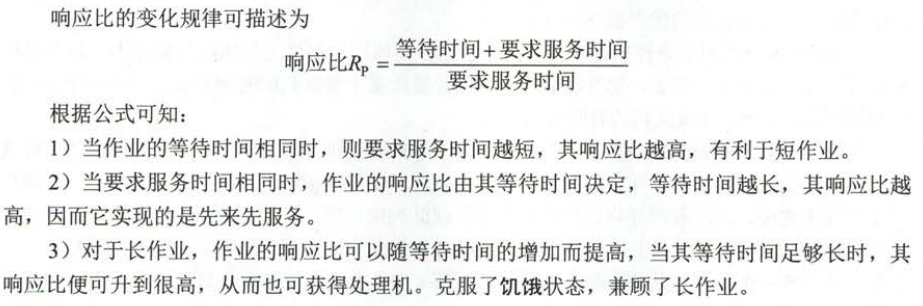 响应比的变化规律可描述为
响应比R_P = (等待时间+要求服务时间)/要求服务时间
根据公式可知：
1）当作业的等待时间相同时，则要求服务时间越短，其响应比越高，有利于短作业。
2）当要求服务时间相同时，作业的响应比由其等待时间决定，等待时间越长，其响应比越
高，因而它实现的是先来先服务。
3）对于长作业，作业的响应比可以随等待时间的增加而提高，当其等待时间足够长时，其
响应比便可升到很高，从而也可获得处理机。克服了饥饿状态，兼顾了长作业。